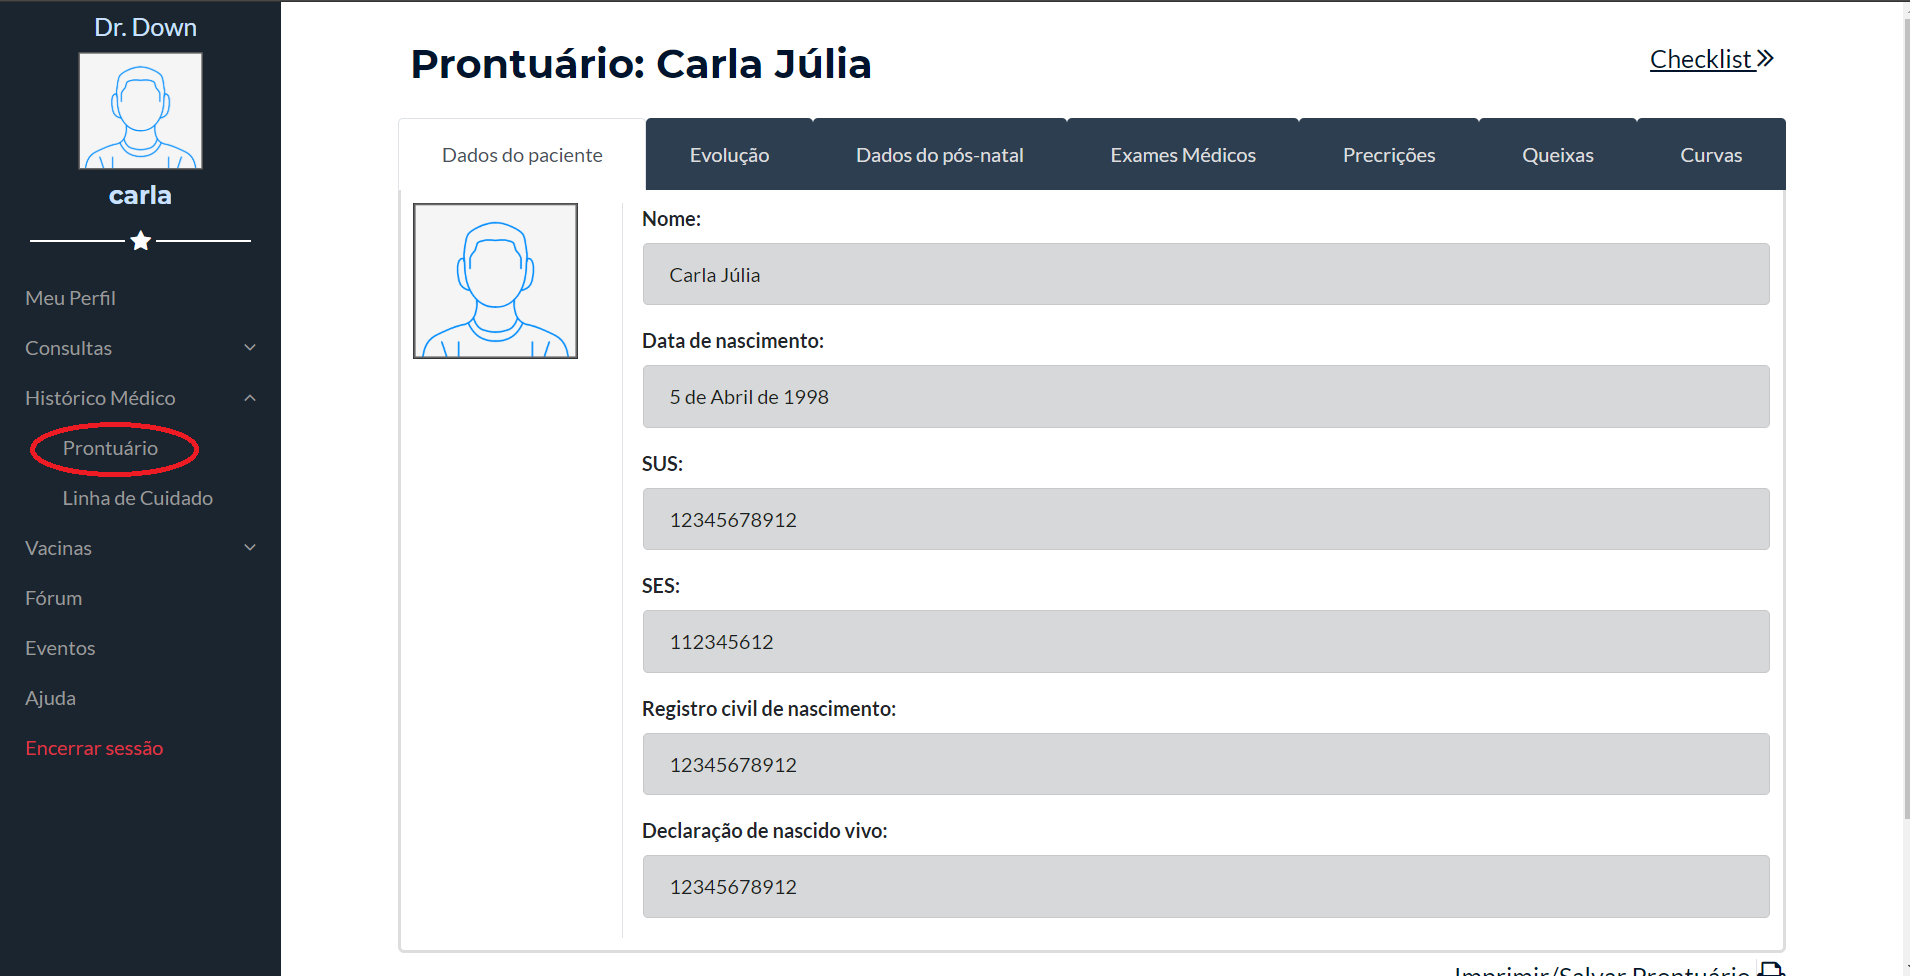 Dr. Down
carla
Meu Perfil
Consultas
Histórico Médico
Prontuário
Linha de Cuidado
Vacinas
Fórum
Eventos
Ajuda
Encerrar sessão
Prontuário: Carla Júlia
Checklist
Dados do paciente
Evolução
Dados do pós-natal
Exames Médicos
Precrições
Queixas
Curvas
Nome:
Carla Júlia
Data de nascimento:
5 de Abril de 1998
SUS:
12345678912
SES:
112345612
Registro civil de nascimento:
12345678912
Declaração de nascido vivo:
12345678912
Imprimir/Salvar Prontuário